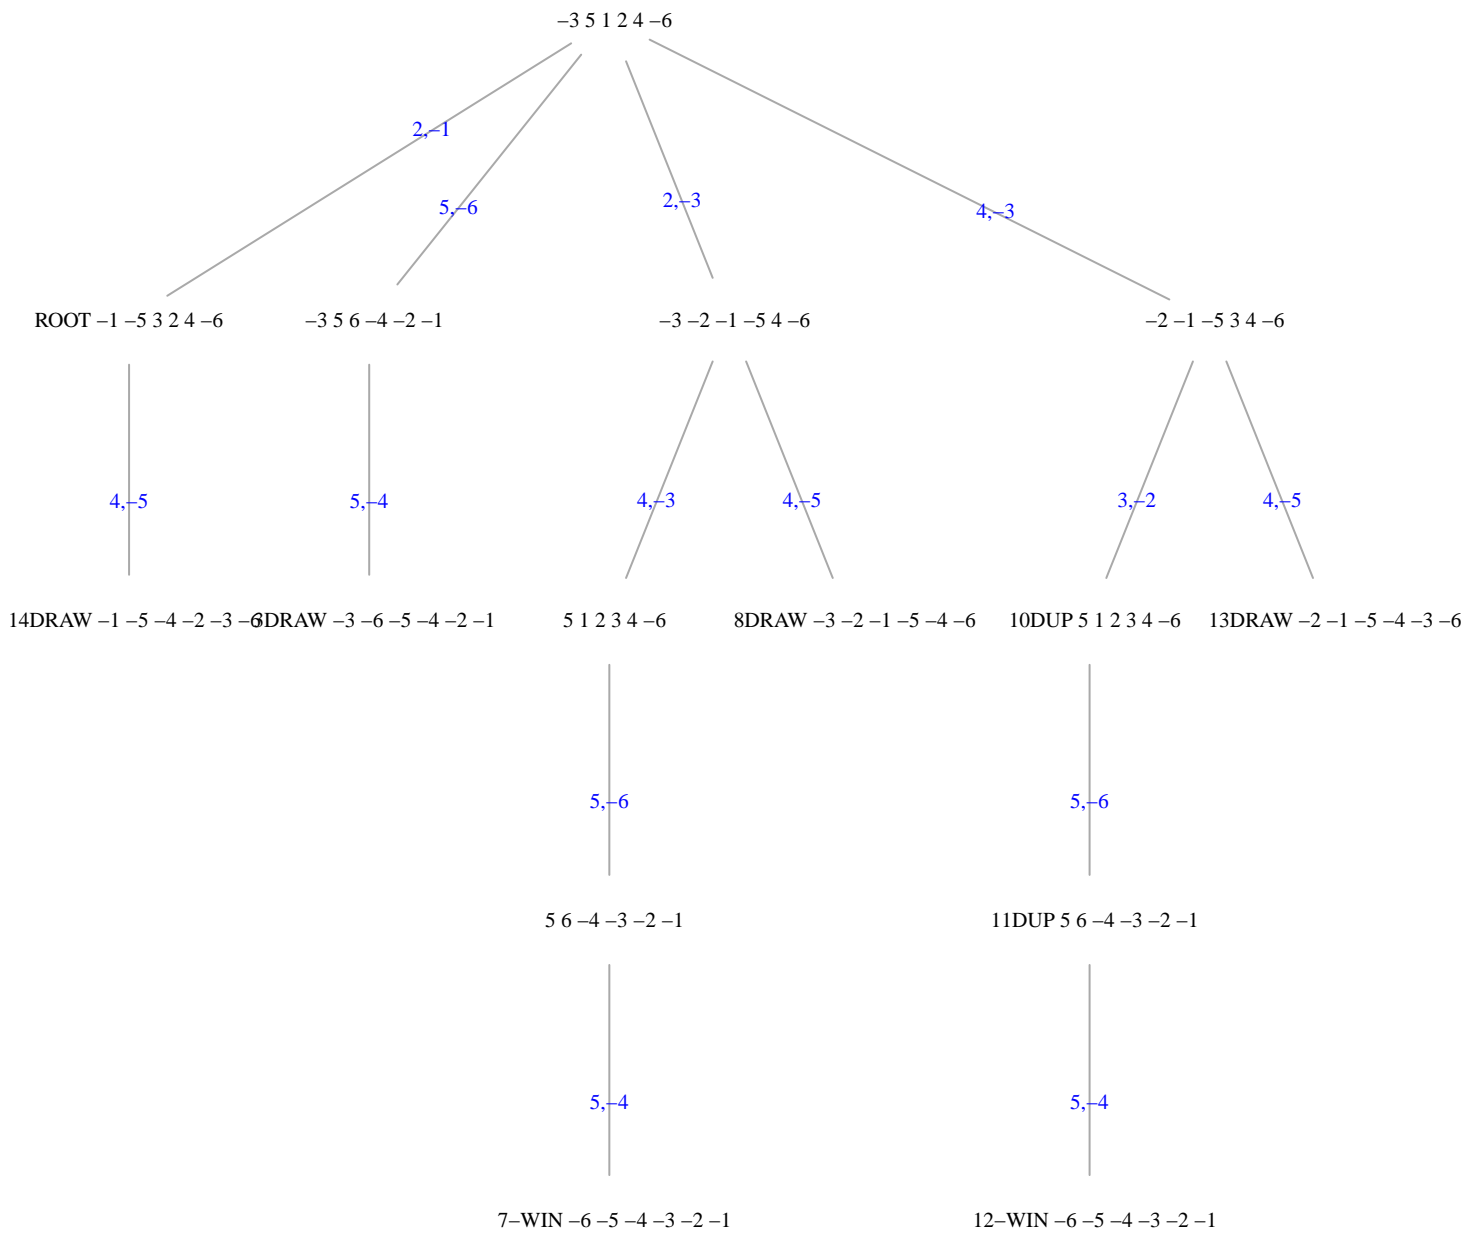 –3 5 1 2 4 –6
2,–1
5,–6
2,–3
4,–3
ROOT –1 –5 3 2 4 –6
–3 5 6 –4 –2 –1
–3 –2 –1 –5 4 –6
–2 –1 –5 3 4 –6
4,–5
5,–4
4,–3
4,–5
3,–2
4,–5
14DRAW –1 –5 –4 –2 –3 –6
3DRAW –3 –6 –5 –4 –2 –1
5 1 2 3 4 –6
8DRAW –3 –2 –1 –5 –4 –6
10DUP 5 1 2 3 4 –6
13DRAW –2 –1 –5 –4 –3 –6
5,–6
5,–6
5 6 –4 –3 –2 –1
11DUP 5 6 –4 –3 –2 –1
5,–4
5,–4
7–WIN –6 –5 –4 –3 –2 –1
12–WIN –6 –5 –4 –3 –2 –1